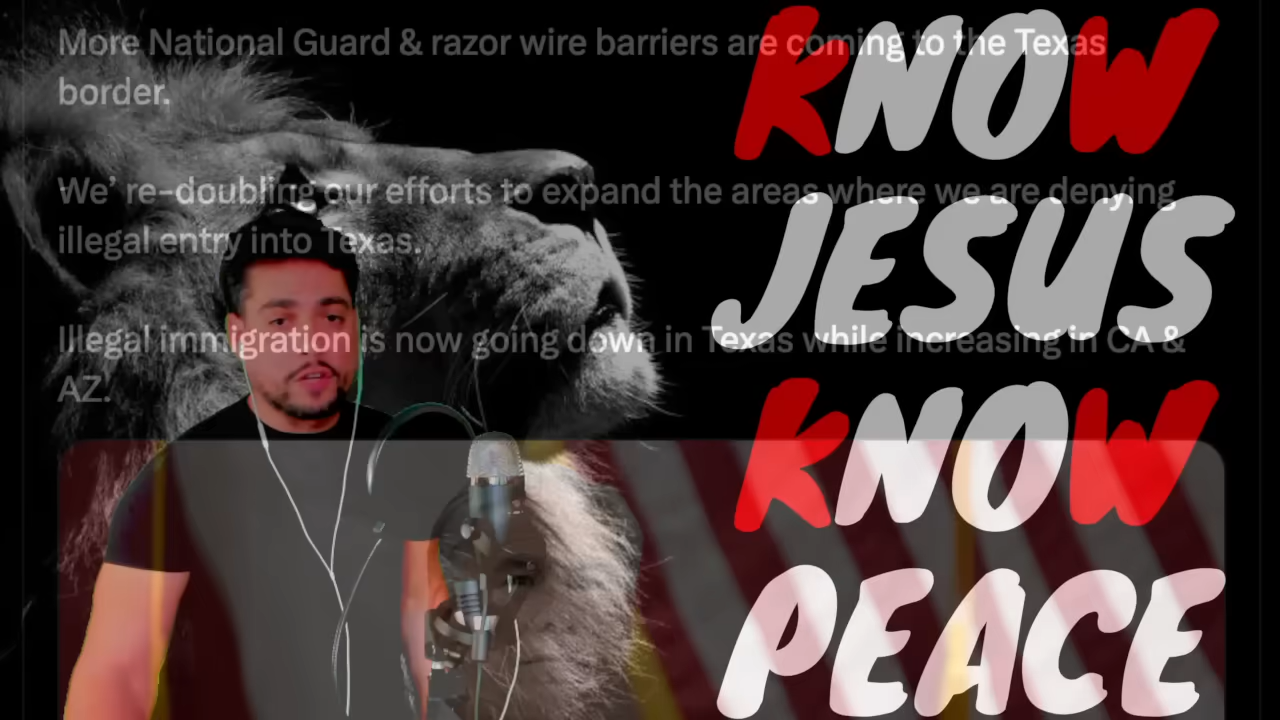 More National Guard & razor wire barriers are coming to the Texas
border.
We're-doubling our efforts to expand the areas where we are denying
illegal entry into Texas.
Illegal immigration is now going down in Texas while increasing in CA &
AZ.
KNOW
JESUS
KNOW
PEACE